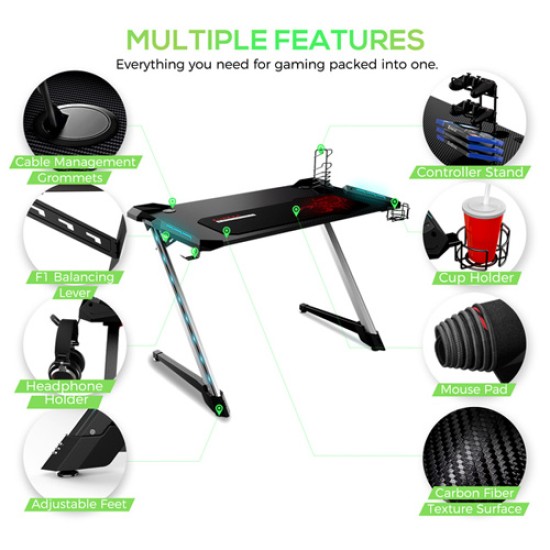 MULTIPLE FEATURES
Everything you need for gaming packed into one.
Cable Management
Grommets
F1 Balancing
Lever
Headphone
Holder
Adjustable Feet
Controller Stand
Cup Holder
Mouse Pad
Carbon Fiber
Texture Surface